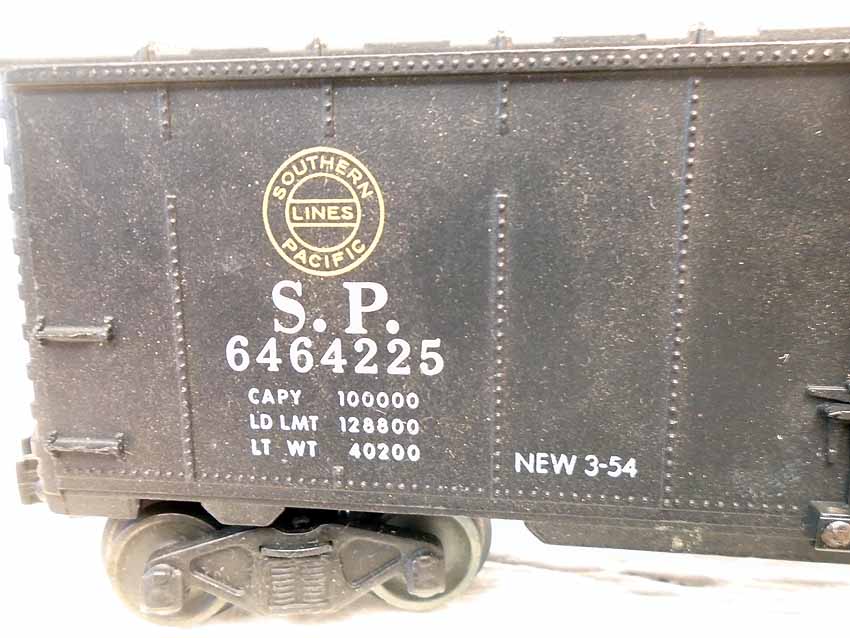 SOUTHERN
LINES
PACIFIC
S. P.
6464225
CAPY 100000
LD LMT 128800
LT WT 40200
NEW 3-54